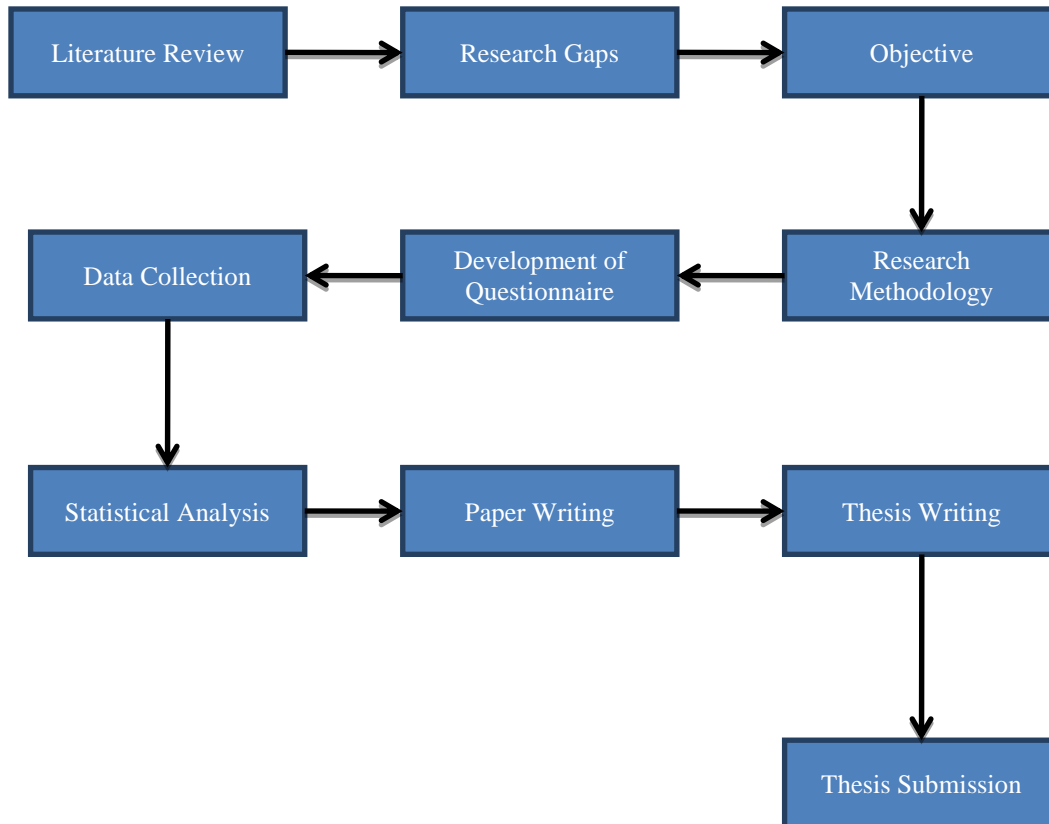 Literature Review
Research Gaps
Objective
Research
Methodology
Development of
Questionnaire
Data Collection
Statistical Analysis
Paper Writing
Thesis Writing
Thesis Submission